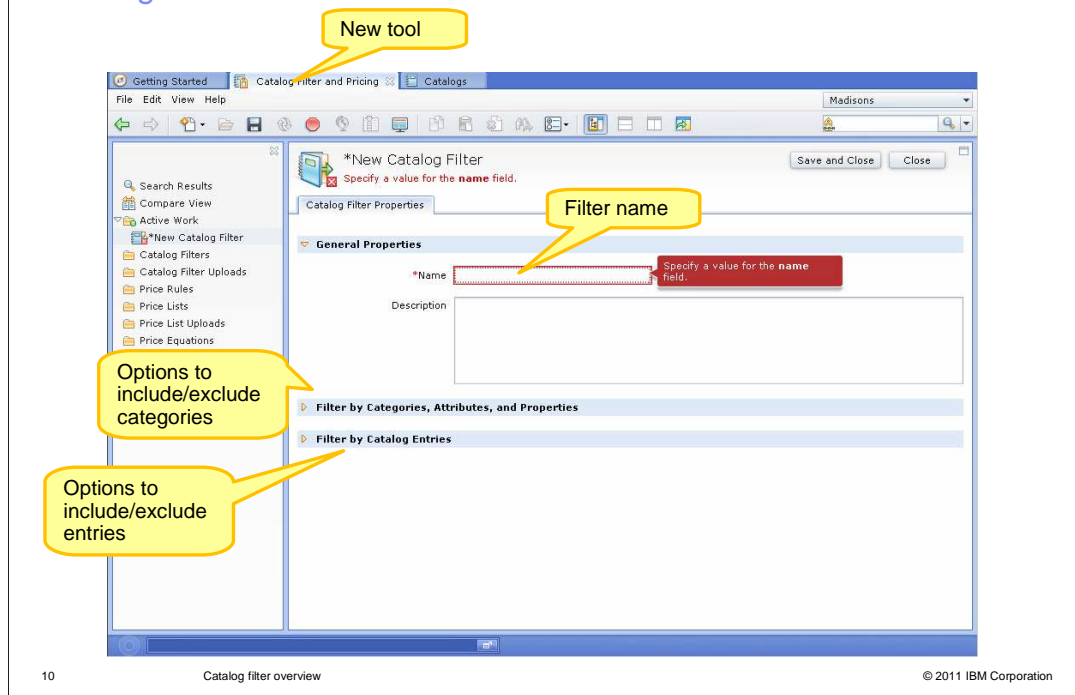 New tool
Getting Started
Catalog Filter and Pricing
Catalogs
File Edit View Help
Madisons
*New Catalog Filter
Specify a value for the name field.
Save and Close
Close
Search Results
Compare View
Active Work
*New Catalog Filter
Catalog Filters
Catalog Filter Uploads
Price Rules
Price Lists
Price List Uploads
Price Equations
Catalog Filter Properties
Filter name
General Properties
*Name
Specify a value for the name
field.
Description
Options to
include/exclude
categories
Filter by Categories, Attributes, and Properties
Filter by Catalog Entries
Options to
include/exclude
entries
10
Catalog filter overview
© 2011 IBM Corporation